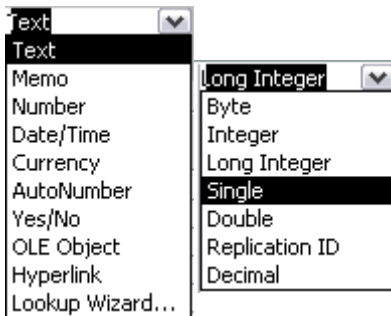 Text
Text
Memo
Number
Date/Time
Currency
AutoNumber
Yes/No
OLE Object
Hyperlink
Lookup Wizard...
Long Integer
Byte
Integer
Long Integer
Single
Double
Replication ID
Decimal